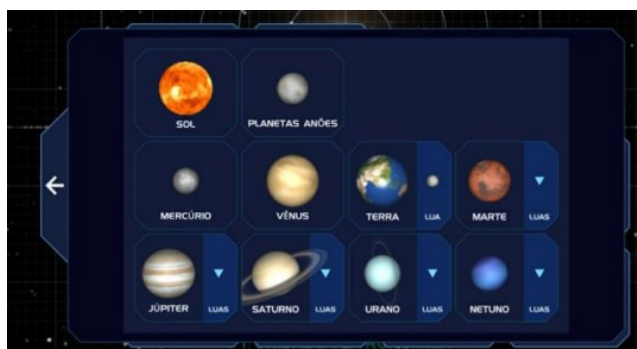 SOL
PLANETAS ANÕES
MERCÚRIO
VÊNUS
TERRA
LUA
MARTE
LUAS
JÚPITER
LUAS
SATURNO
LUAS
URANO
LUAS
NETUNO
LUAS